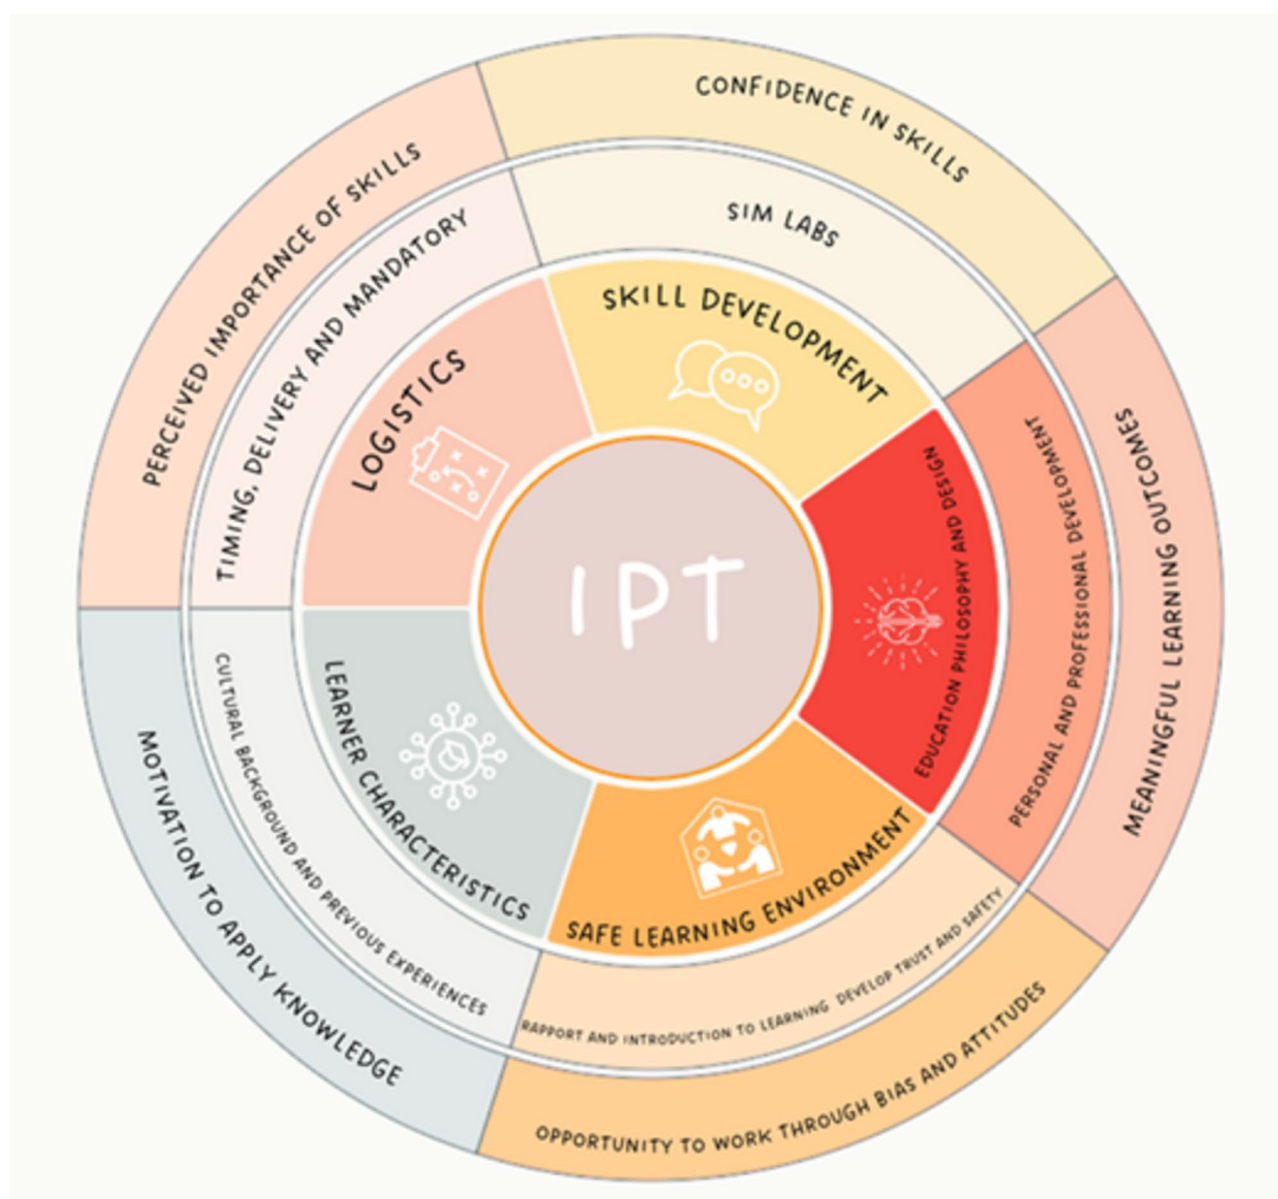 CONFIDENCE IN SKILLS
SIM LABS
SKILL DEVELOPMENT
MEANINGFUL LEARNING OUTCOMES
PERSONAL AND PROFESSIONAL DEVELOPMENT
EDUCATION PHILOSOPHY AND DESIGN
OPPORTUNITY TO WORK THROUGH BIAS AND ATTITUDES
RAPPORT AND INTRODUCTION TO LEARNING DEVELOP TRUST AND SAFETY
SAFE LEARNING ENVIRONMENT
MOTIVATION TO APPLY KNOWLEDGE
CULTURAL BACKGROUND AND PREVIOUS EXPERIENCES
LEARNER CHARACTERISTICS
PERCEIVED IMPORTANCE OF SKILLS
TIMING, DELIVERY AND MANDATORY
LOGISTICS
IPT